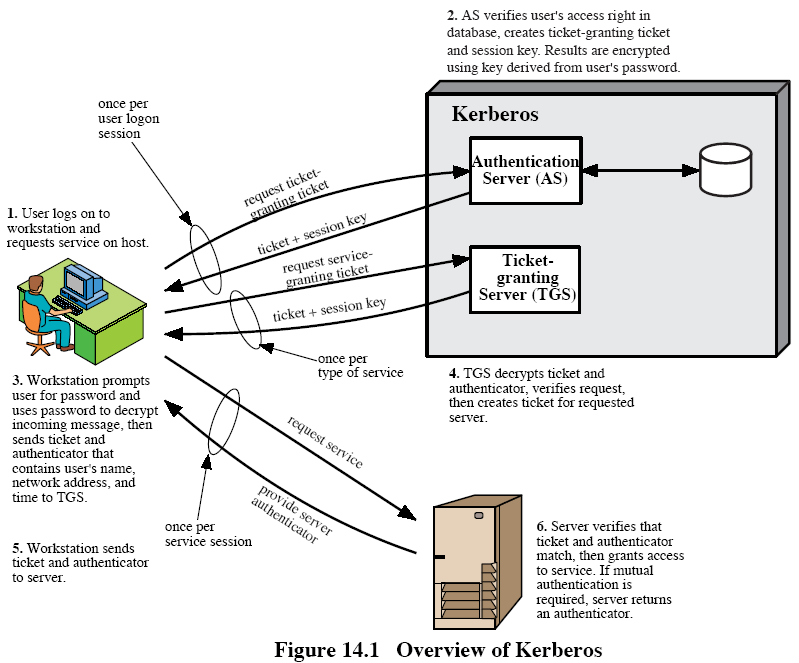 2. AS verifies user's access right in
database, creates ticket-granting ticket
and session key. Results are encrypted
using key derived from user's password.
once per
user logon
session
Kerberos
Authentication
Server (AS)
request ticket-
granting ticket
1. User logs on to
workstation and
requests service on host.
ticket + session key
request service-
granting ticket
Ticket-
granting
Server (TGS)
ticket + session key
once per
type of service
3. Workstation prompts
user for password and
uses password to decrypt
incoming message, then
sends ticket and
authenticator that
contains user's name,
network address, and
time to TGS.
4. TGS decrypts ticket and
authenticator, verifies request,
then creates ticket for requested
server.
request service
provide server
authenticator
once per
service session
5. Workstation sends
ticket and authenticator
to server.
6. Server verifies that
ticket and authenticator
match, then grants access
to service. If mutual
authentication is
required, server returns
an authenticator.
Figure 14.1 Overview of Kerberos